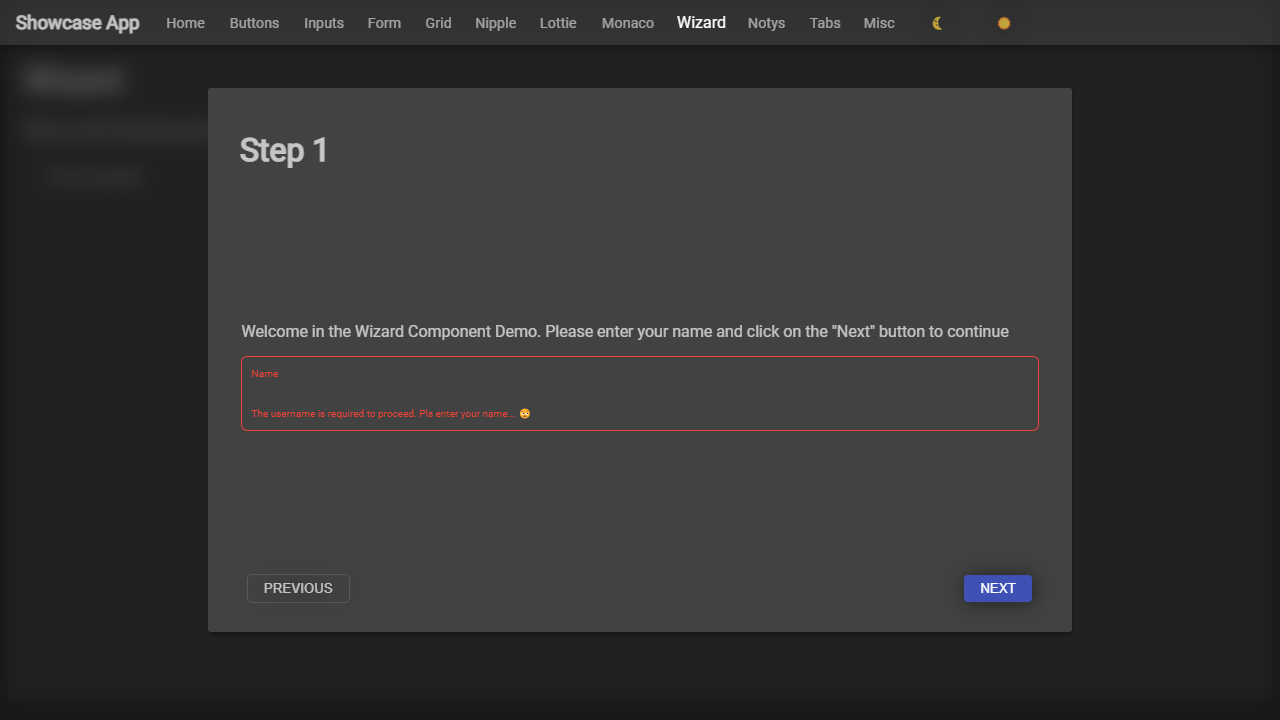 Showcase App Home Buttons Inputs Form Grid Nipple Lottie Monaco Wizard Notys Tabs Misc
Step 1
Welcome in the Wizard Component Demo. Please enter your name and click on the "Next" button to continue
Name
The username is required to proceed. Pls enter your name...
PREVIOUS NEXT